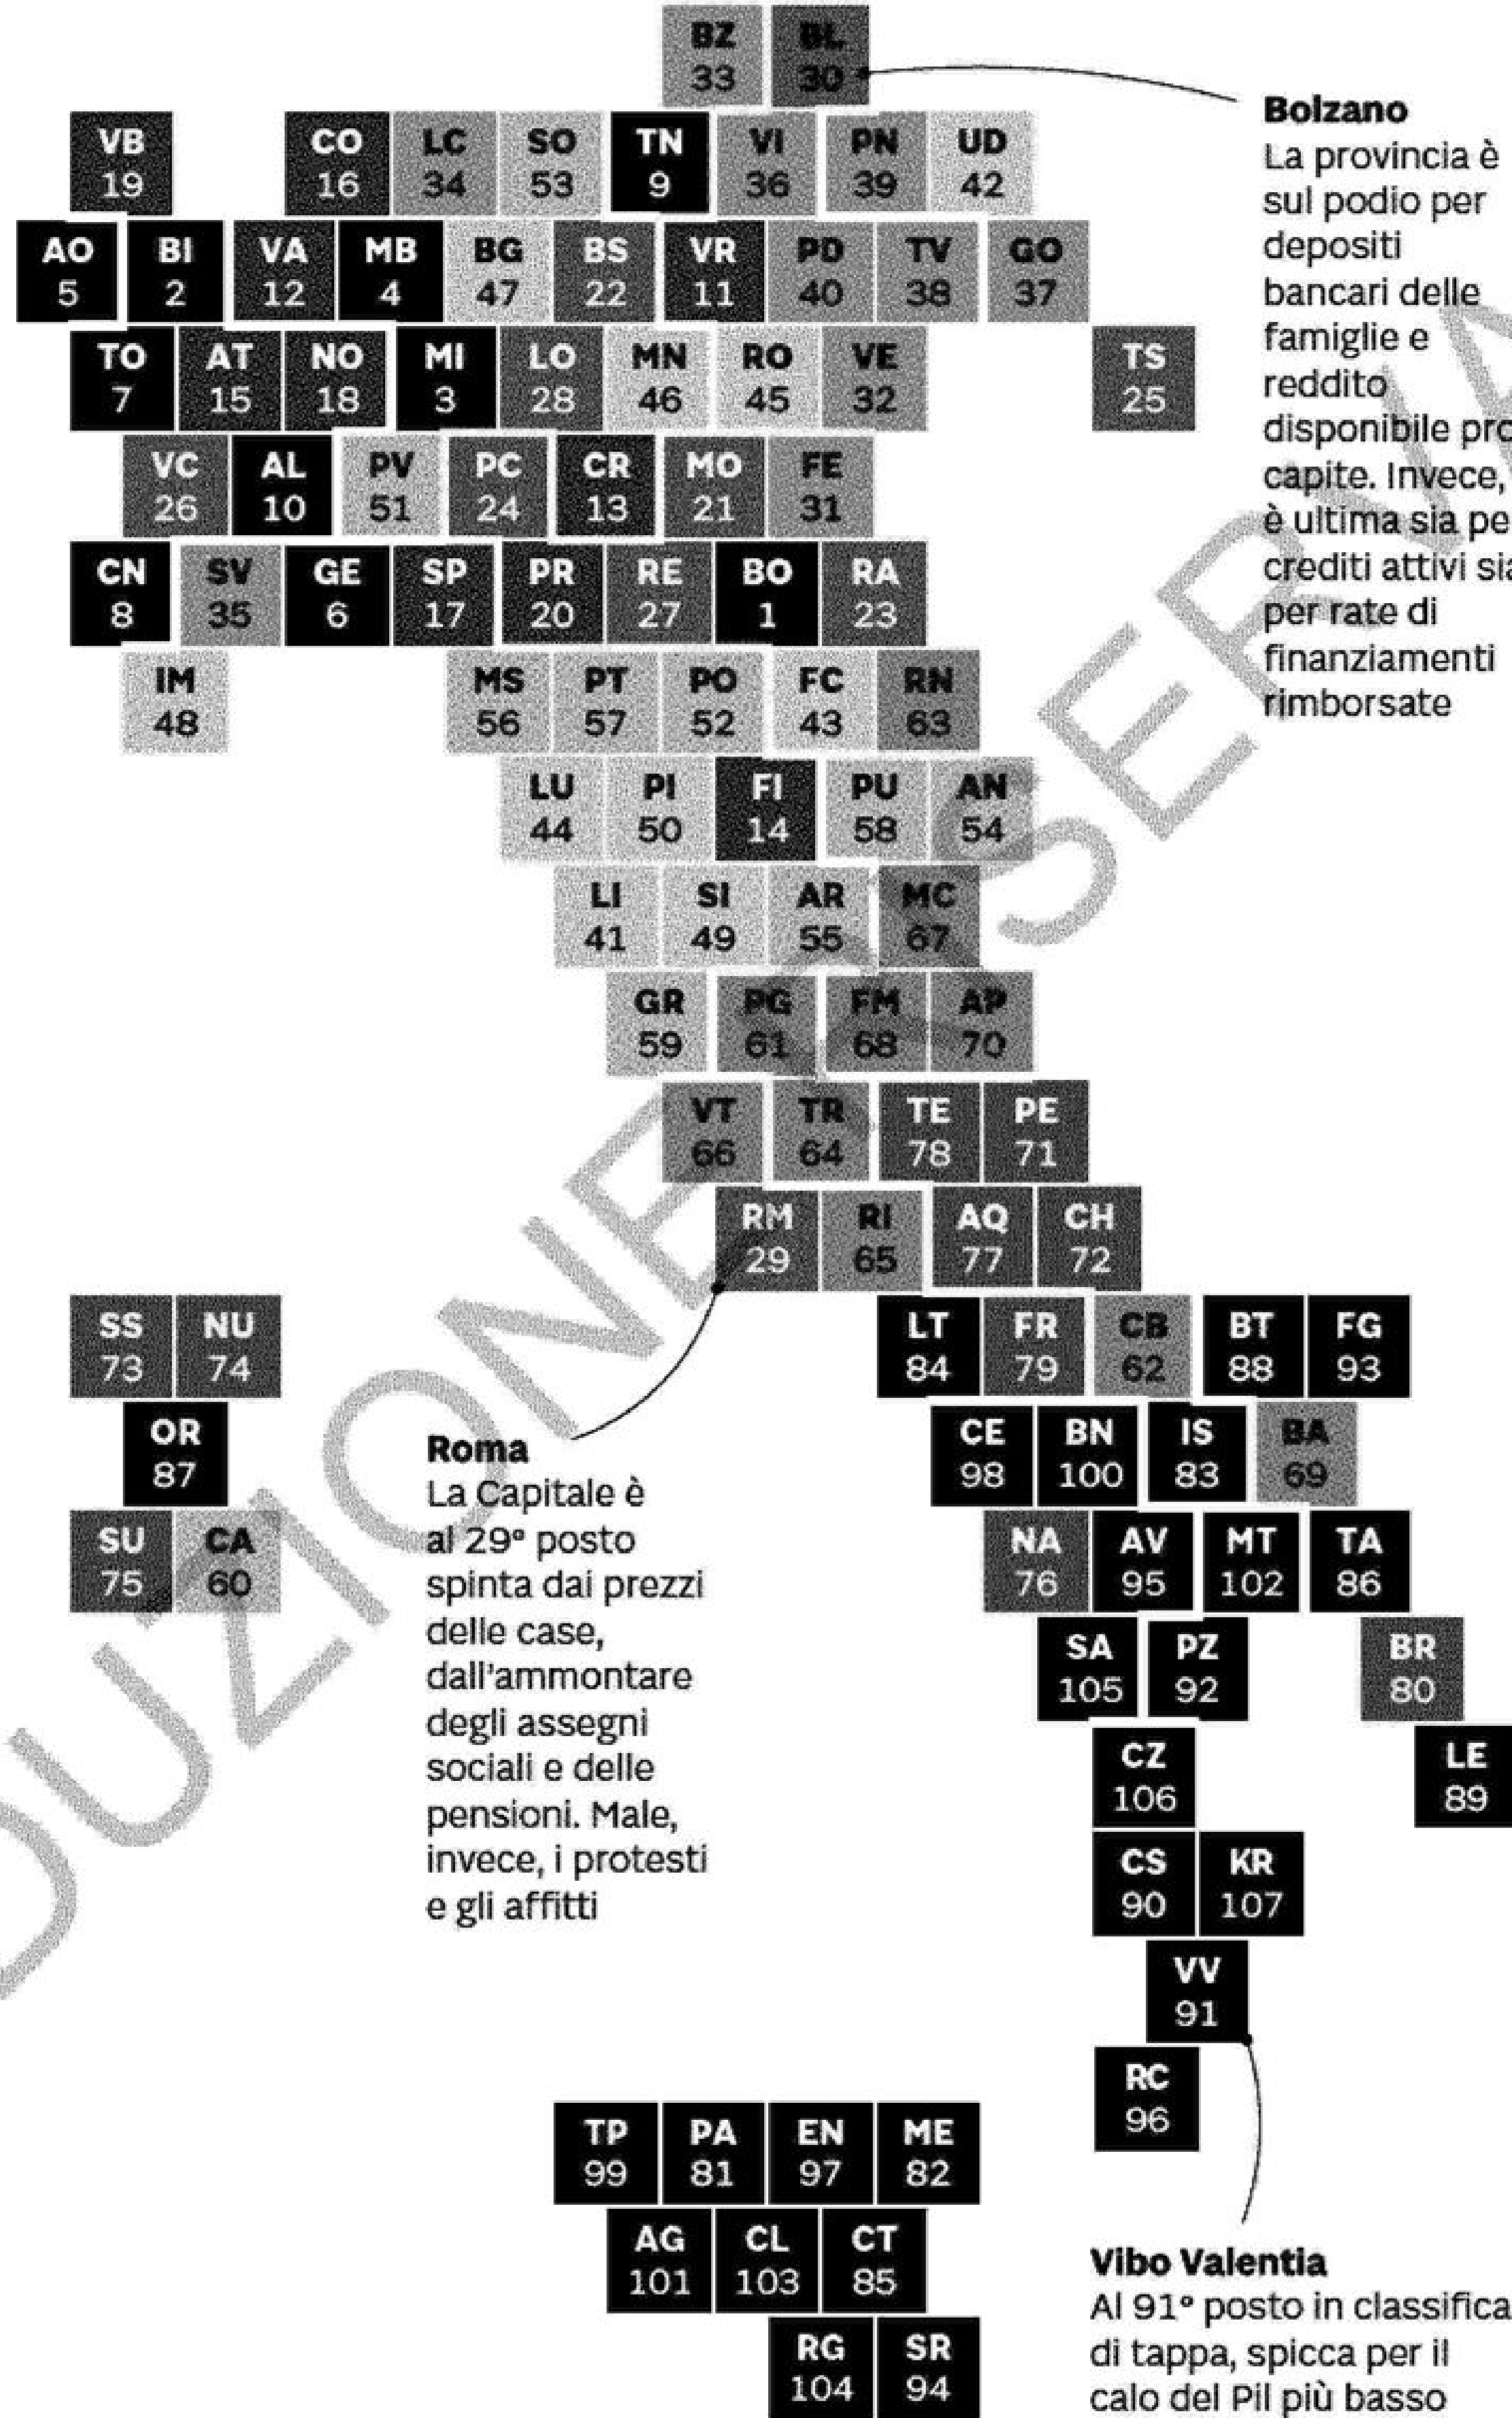 BZ BL
33 30
VB CO LC SO TN VI PN UD
19 16 34 53 9 36 39 42
AO BI VA MB BG BS VR PD TV GO
5 2 12 4 47 22 11 40 38 37
TO AT NO MI LO MN RO VE TS
7 15 18 3 28 46 45 32 25
VC AL PV PC CR MO FE
26 10 51 24 13 21 31
CN SV GE SP PR RE BO RA
8 35 6 17 20 27 1 23
IM MS PT PO FC RN
48 56 57 52 43 63
LU PI FI PU AN
44 50 14 58 54
LI SI AR MC
41 49 55 67
GR PG FM AP
59 61 68 70
VT TR TE PE
66 64 78 71
RM RI AQ CH
29 65 77 72
SS NU LT FR CB BT FG
73 74 84 79 62 88 93
OR CE BN IS BA
87 98 100 83 69
SU CA NA AV MT TA
75 60 76 95 102 86
SA PZ BR
105 92 80
CZ LE
106 89
CS KR
90 107
VV
91
RC
96
TP PA EN ME
99 81 97 82
AG CL CT
101 103 85
RG SR
104 94
Bolzano
La provincia è
sul podio per
depositi
bancari delle
famiglie e
reddito
disponibile pro
capite. Invece,
è ultima sia pe
crediti attivi sia
per rate di
finanziamenti
rimborsate
Roma
La Capitale è
al 29° posto
spinta dai prezzi
delle case,
dall'ammontare
degli assegni
sociali e delle
pensioni. Male,
invece, i protesti
e gli affitti
Vibo Valentia
Al 91° posto in classifica
di tappa, spicca per il
calo del Pil più basso
DUZIONE
SERVA